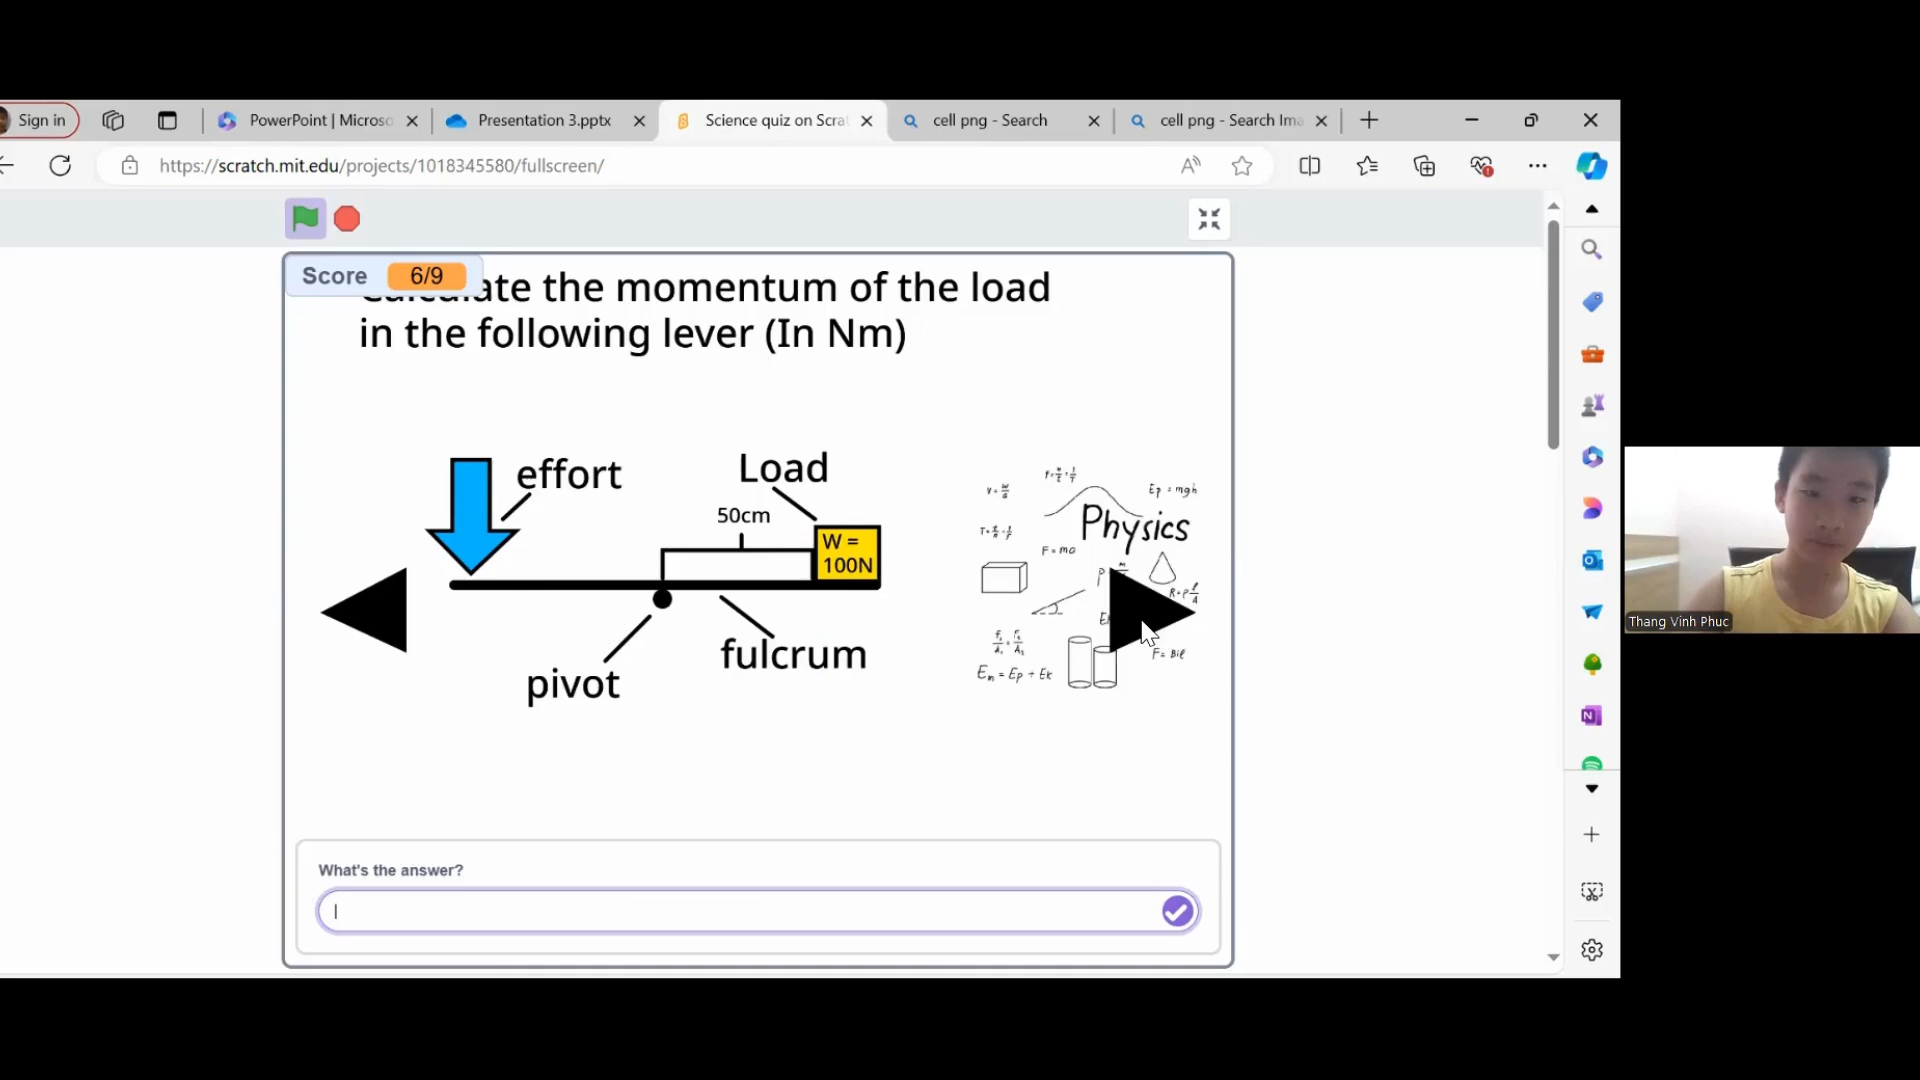 Sign in
PowerPoint | Microso
Presentation 3.pptx
Science quiz on Scrat
cell png - Search
cell png - Search Ima
https://scratch.mit.edu/projects/1018345580/fullscreen/
Score 6/9
ate the momentum of the load
in the following lever (In Nm)
effort
Load
50cm
W =
100N
pivot
fulcrum
Physics
Ep = mgh
F = ma
F = Bil
Em = Ep + Ek
What's the answer?
Thang Vinh Phuc